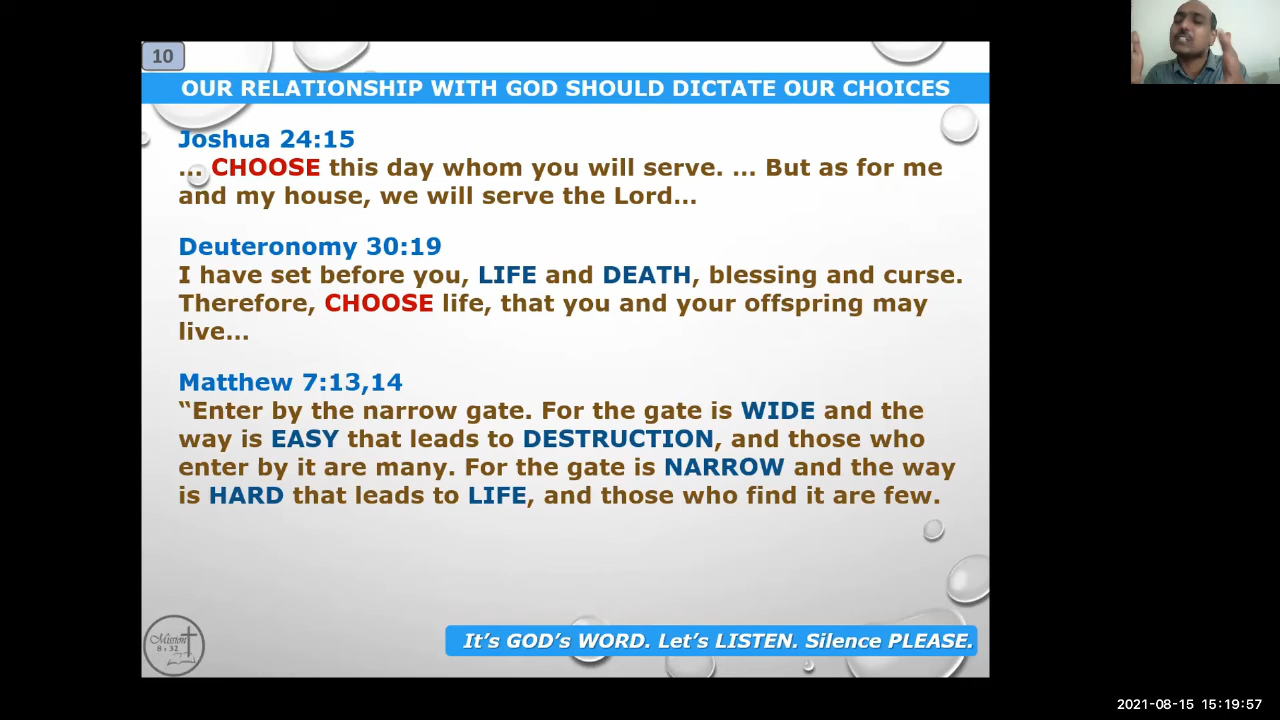 10
OUR RELATIONSHIP WITH GOD SHOULD DICTATE OUR CHOICES
Joshua 24:15
... CHOOSE this day whom you will serve. ... But as for me
and my house, we will serve the Lord...
Deuteronomy 30:19
I have set before you, LIFE and DEATH, blessing and curse.
Therefore, CHOOSE life, that you and your offspring may
live...
Matthew 7:13,14
“Enter by the narrow gate. For the gate is WIDE and the
way is EASY that leads to DESTRUCTION, and those who
enter by it are many. For the gate is NARROW and the way
is HARD that leads to LIFE, and those who find it are few.
Mission
8:32
It’s GOD’s WORD. Let’s LISTEN. Silence PLEASE.
2021-08-15 15:19:57